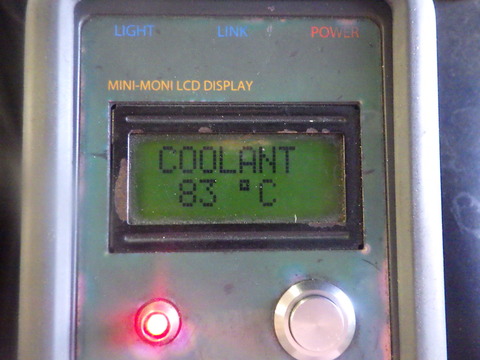 LIGHT LINK POWER
MINI-MONI LCD DISPLAY
COOLANT
83 °C